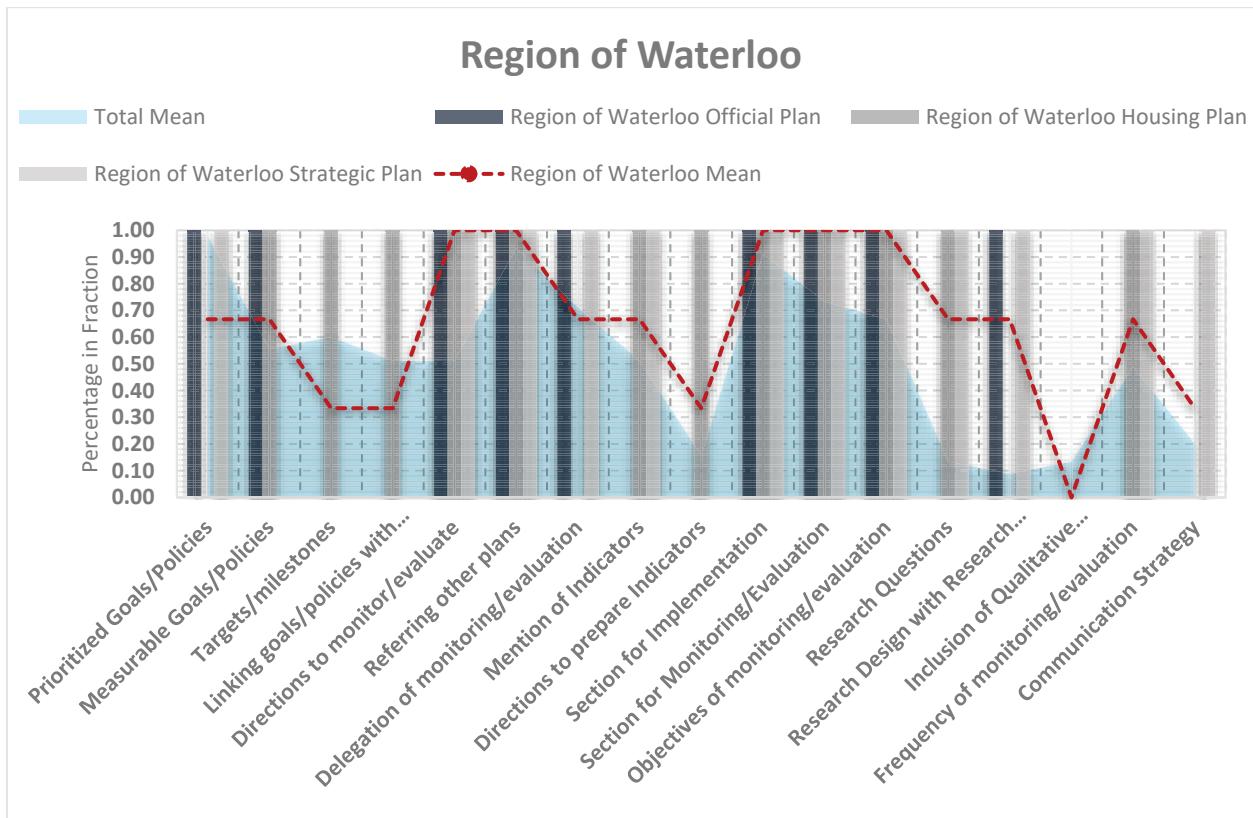 Region of Waterloo
Total Mean
Region of Waterloo Official Plan
Region of Waterloo Housing Plan
Region of Waterloo Strategic Plan
Region of Waterloo Mean
Percentage in Fraction
1.00
0.90
0.80
0.70
0.60
0.50
0.40
0.30
0.20
0.10
0.00
Prioritized Goals/Policies
Measurable Goals/Policies
Targets/milestones
Linking goals/policies with...
Directions to monitor/evaluate
Referring other plans
Delegation of monitoring/evaluation
Mention of Indicators
Directions to prepare Indicators
Section for Implementation
Section for Monitoring/Evaluation
Objectives of monitoring/evaluation
Research Questions
Research Design with Research...
Inclusion of Qualitative...
Frequency of monitoring/evaluation
Communication Strategy